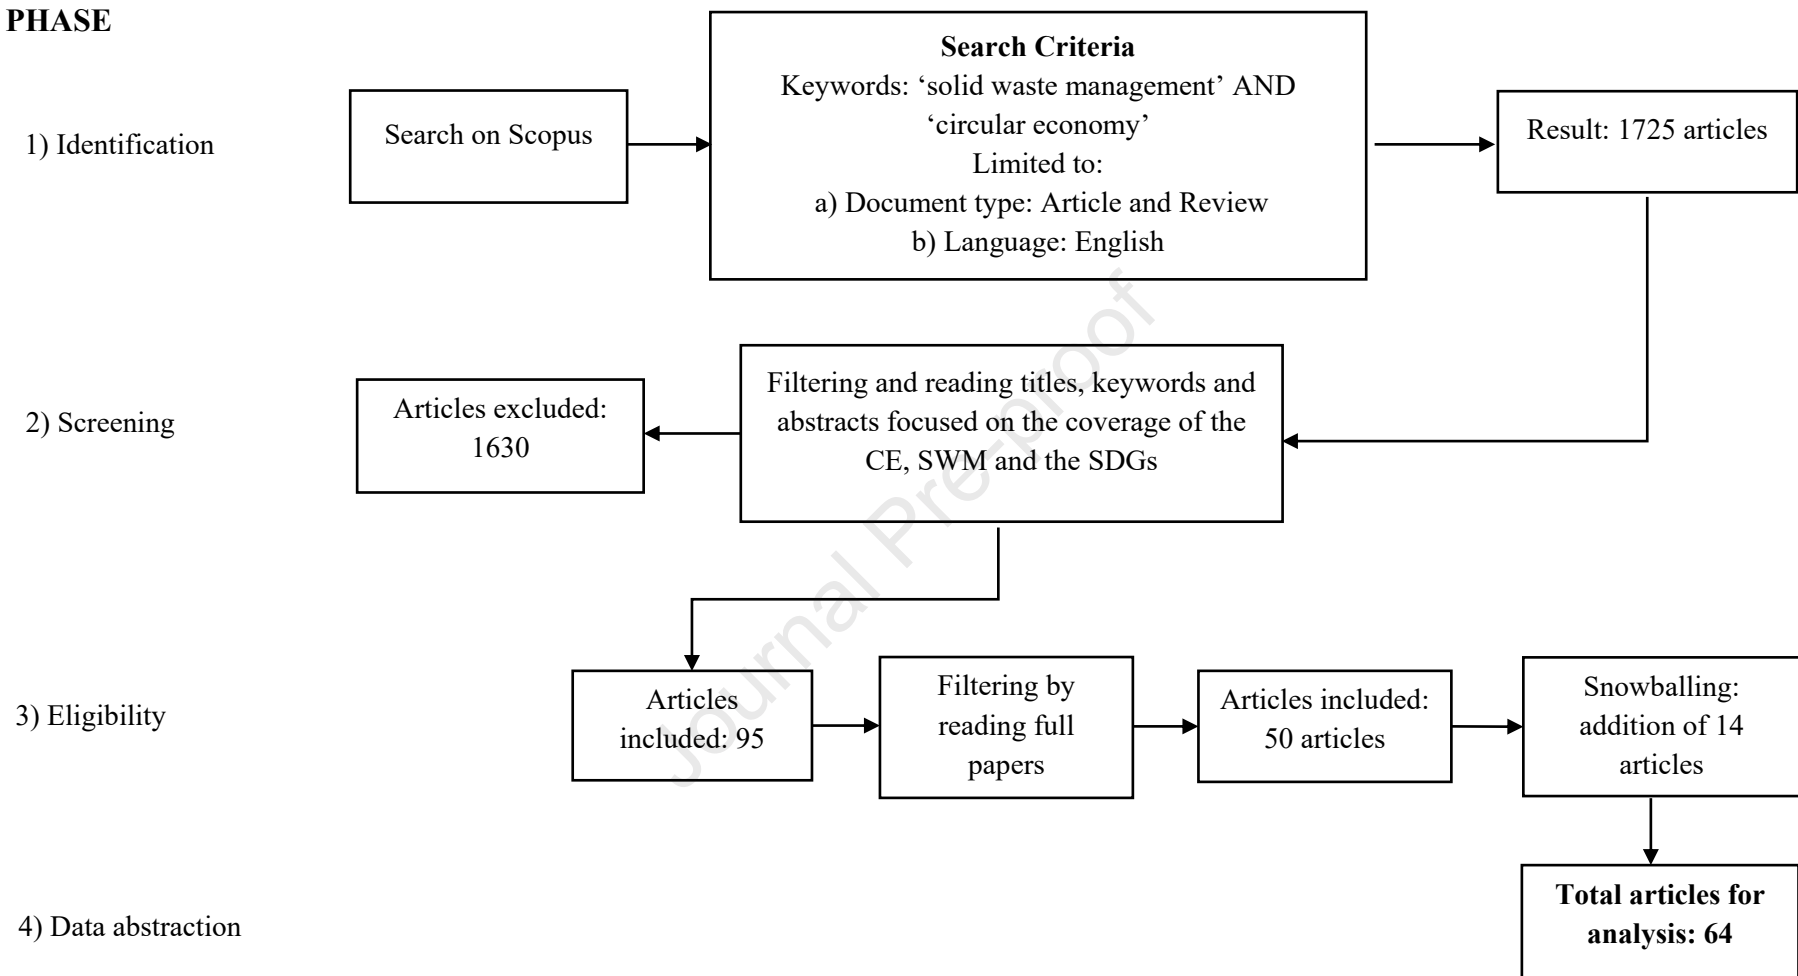 PHASE
1) Identification
Search on Scopus
Search Criteria
Keywords: ‘solid waste management’ AND
‘circular economy’
Limited to:
a) Document type: Article and Review
b) Language: English
Result: 1725 articles
2) Screening
Articles excluded:
1630
Filtering and reading titles, keywords and
abstracts focused on the coverage of the
CE, SWM and the SDGs
3) Eligibility
Articles
included: 95
Filtering by
reading full
papers
Articles included:
50 articles
Snowballing:
addition of 14
articles
4) Data abstraction
Total articles for
analysis: 64
Journal Pre-proof